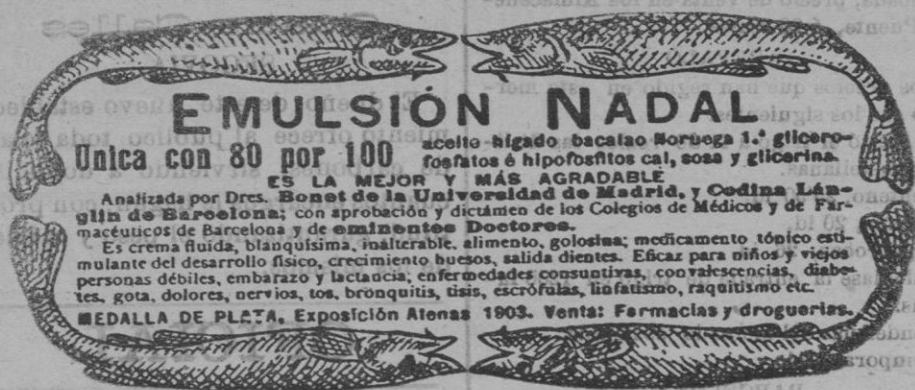 EMULSIÓN NADAL
Unica con 80 por 100 aceite hígado bacalao Noruega 1.ª glicero-
fosfatos é hipofosfitos cal, sosa y glicerina.
ES LA MEJOR Y MÁS AGRADABLE
Analizada por Dres. Bonet de la Universidad de Madrid, y Codina Län-
glin de Barcelona; con aprobación y dictámen de los Colegios de Médicos y de Far-
macéuticos de Barcelona y de eminentes Doctores.
Es crema fluida, blanquísima, inalterable, alimento, golosina; medicamento tópico esti-
mulante del desarrollo físico, crecimiento huesos, salida dientes. Eficaz para niños y viejos
personas débiles, embarazo y lactancia; enfermedades consuntivas, convalescencias, diabe-
tes, gota, dolores, nervios, tos, bronquitis, tisis, escrófulas, linfatismo, raquitismo etc.
MEDALLA DE PLATA, Exposición Atenas 1903. Venta: Farmacias y droguerías.